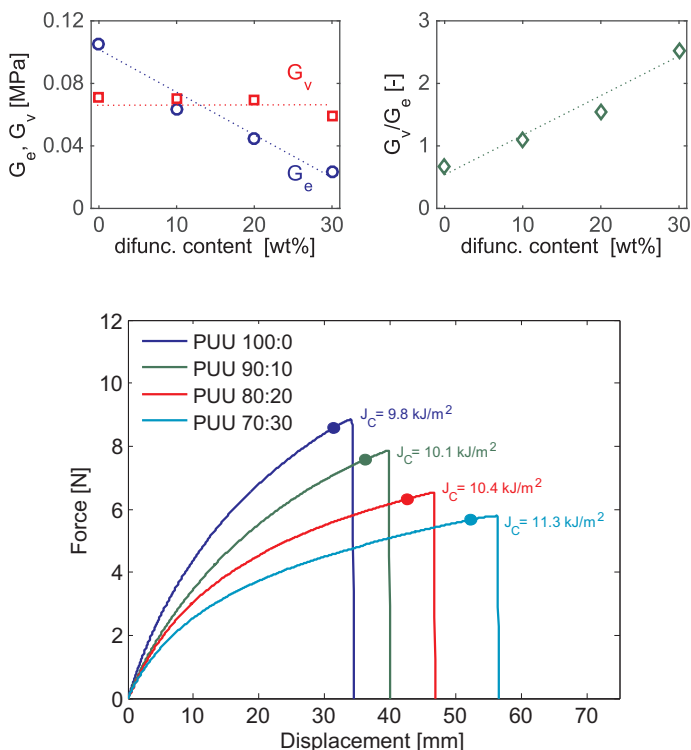 0.12
0.08
0.04
0
G_e, G_v [MPa]
G_v
G_e
0 10 20 30
difunc. content [wt%]
3
2
1
0
G_v/G_e [-]
0 10 20 30
difunc. content [wt%]
12
10
8
6
4
2
0
Force [N]
PUU 100:0
PUU 90:10
PUU 80:20
PUU 70:30
J_C= 9.8 kJ/m²
J_C= 10.1 kJ/m²
J_C= 10.4 kJ/m²
J_C= 11.3 kJ/m²
0 10 20 30 40 50 60 70
Displacement [mm]